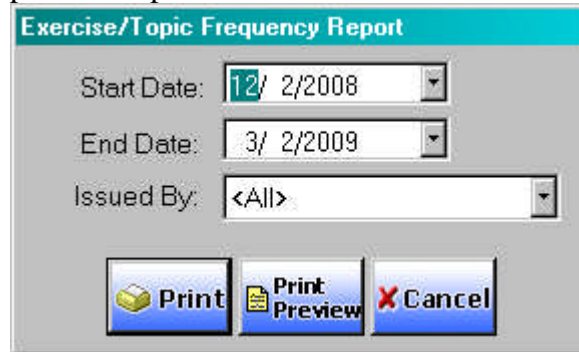 Exercise/Topic Frequency Report
Start Date: 12/ 2/2008
End Date: 3/ 2/2009
Issued By: <All>
Print
Print
Preview
Cancel